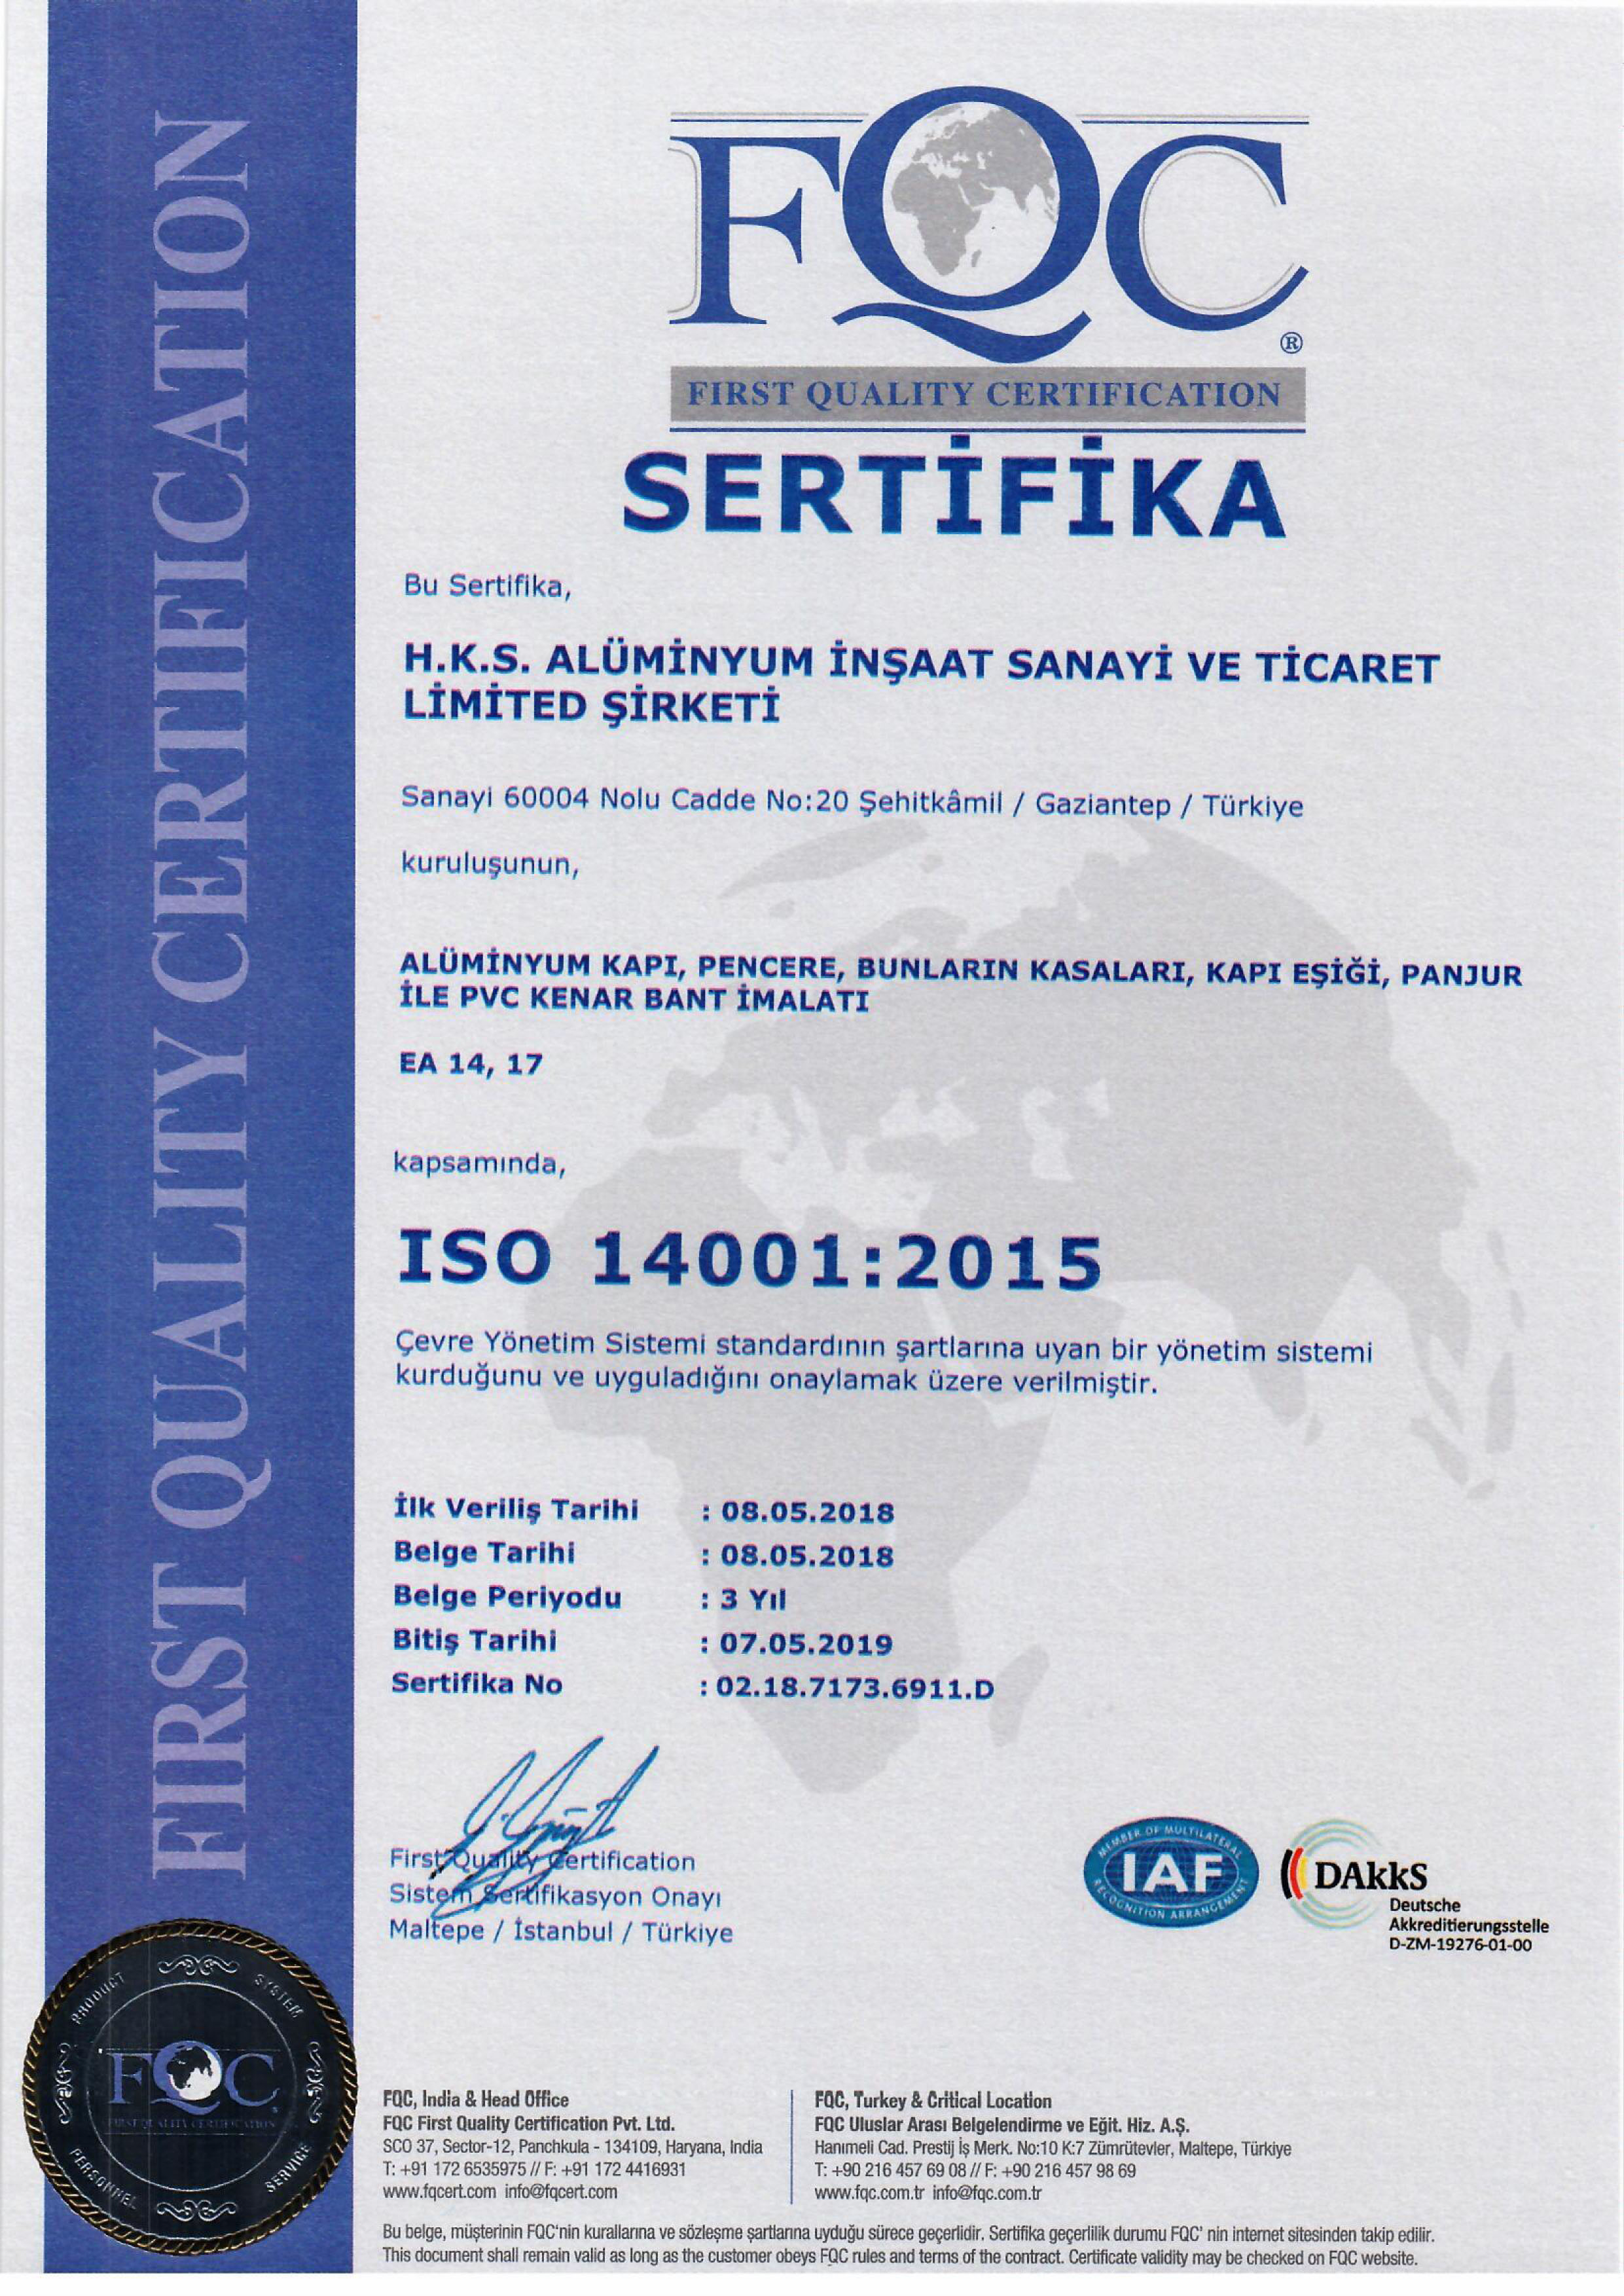 FIRST QUALITY CERTIFICATION
FQC
®
FIRST QUALITY CERTIFICATION
SERTİFİKA
Bu Sertifika,
H.K.S. ALÜMİNYUM İNŞAAT SANAYİ VE TİCARET
LİMİTED ŞİRKETİ
Sanayi 60004 Nolu Cadde No:20 Şehitkâmil / Gaziantep / Türkiye
kuruluşunun,
ALÜMİNYUM KAPI, PENCERE, BUNLARIN KASALARI, KAPI EŞİĞİ, PANJUR
İLE PVC KENAR BANT İMALATI
EA 14, 17
kapsamında,
ISO 14001:2015
Çevre Yönetim Sistemi standardının şartlarına uyan bir yönetim sistemi
kurduğunu ve uyguladığını onaylamak üzere verilmiştir.
İlk Veriliş Tarihi : 08.05.2018
Belge Tarihi : 08.05.2018
Belge Periyodu : 3 Yıl
Bitiş Tarihi : 07.05.2019
Sertifika No : 02.18.7173.6911.D
First Quality Certification
Sistem Sertifikasyon Onayı
Maltepe / İstanbul / Türkiye
MEMBER OF MULTILATERAL
IAF
RECOGNITION ARRANGEMENT
DAkkS
Deutsche
Akkreditierungsstelle
D-ZM-19276-01-00
PRODUCT SYSTEM
FQC
FIRST QUALITY CERTIFICATION
PERSONNEL SERVICE
FQC, India & Head Office
FQC First Quality Certification Pvt. Ltd.
SCO 37, Sector-12, Panchkula - 134109, Haryana, India
T: +91 172 6535975 // F: +91 172 4416931
www.fqcert.com info@fqcert.com
FQC, Turkey & Critical Location
FQC Uluslar Arası Belgelendirme ve Eğit. Hiz. A.Ş.
Hanımeli Cad. Prestij İş Merk. No:10 K:7 Zümrütevler, Maltepe, Türkiye
T: +90 216 457 69 08 // F: +90 216 457 98 69
www.fqc.com.tr info@fqc.com.tr
Bu belge, müşterinin FQC'nin kurallarına ve sözleşme şartlarına uyduğu sürece geçerlidir. Sertifika geçerlilik durumu FQC' nin internet sitesinden takip edilir.
This document shall remain valid as long as the customer obeys FQC rules and terms of the contract. Certificate validity may be checked on FQC website.